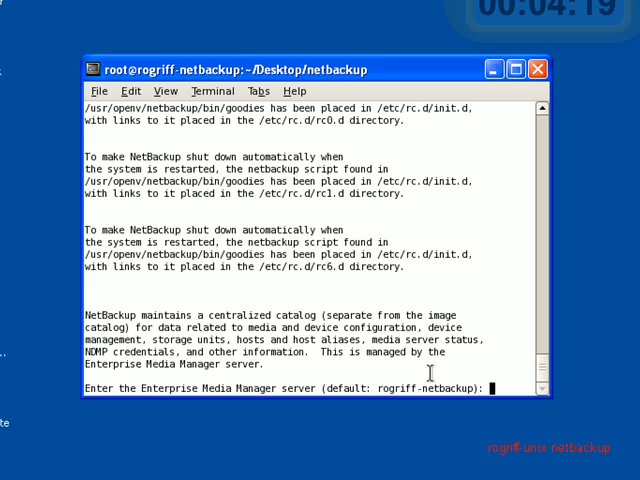 00:04:19
root@rogriff-netbackup:~/Desktop/netbackup
File Edit View Terminal Tabs Help
/usr/openv/netbackup/bin/goodies has been placed in /etc/rc.d/init.d,
with links to it placed in the /etc/rc.d/rc0.d directory.
To make NetBackup shut down automatically when
the system is restarted, the netbackup script found in
/usr/openv/netbackup/bin/goodies has been placed in /etc/rc.d/init.d,
with links to it placed in the /etc/rc.d/rc1.d directory.
To make NetBackup shut down automatically when
the system is restarted, the netbackup script found in
/usr/openv/netbackup/bin/goodies has been placed in /etc/rc.d/init.d,
with links to it placed in the /etc/rc.d/rc6.d directory.
NetBackup maintains a centralized catalog (separate from the image
catalog) for data related to media and device configuration, device
management, storage units, hosts and host aliases, media server status,
NDMP credentials, and other information.  This is managed by the
Enterprise Media Manager server.
..
Enter the Enterprise Media Manager server (default: rogriff-netbackup):
te
rogriff-unix netbackup